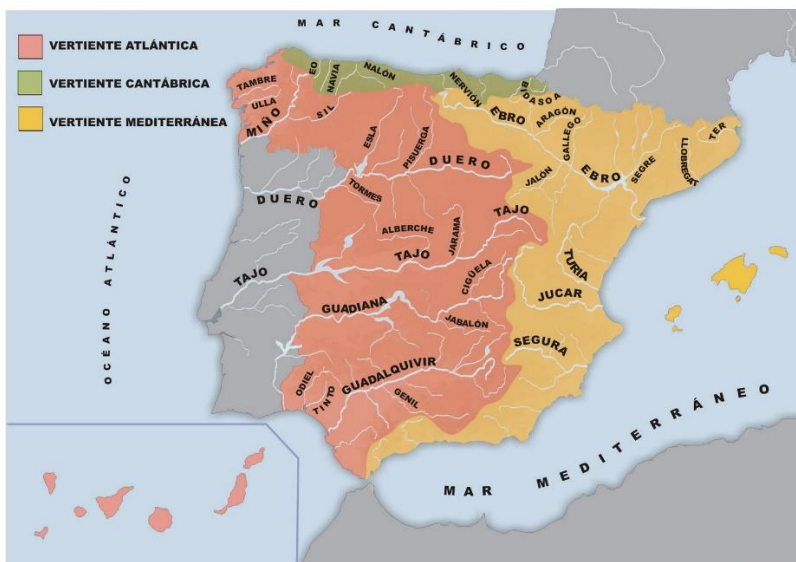 MAR CANTÁBRICO
VERTIENTE ATLÁNTICA
VERTIENTE CANTÁBRICA
VERTIENTE MEDITERRÁNEA
EO
NAVIA
NALÓN
NERVIÓN
BIDASOA
TAMBRE
ULLA
MIÑO
SIL
ESLA
PISUERGA
EBRO
ARAGÓN
GALLEGO
EBRO
SEGRE
LLOBREGAT
TER
DUERO
DUERO
TORMES
JALÓN
OCÉANO ATLÁNTICO
TAJO
ALBERCHE
JARAMA
TAJO
TAJO
CIGÜELA
TURIA
JUCAR
GUADIANA
JABALÓN
SEGURA
ODIEL
TINTO
GUADALQUIVIR
GENIL
MAR MEDITERRÁNEO